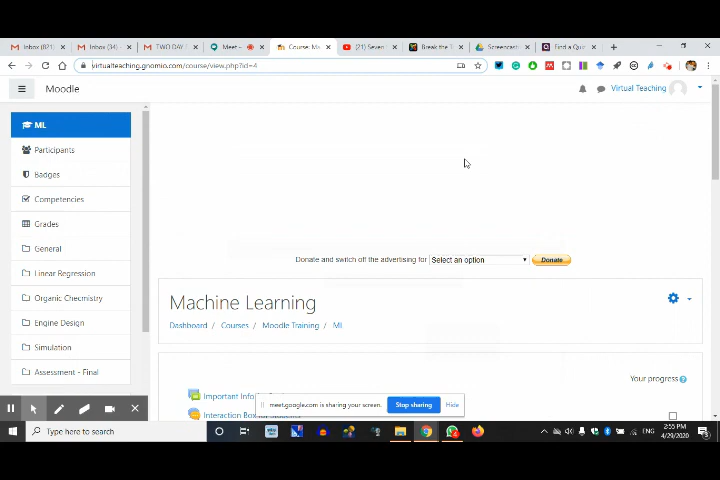 Inbox (821)
Inbox (34) -
TWO DAY
Meet –
Course: Ma
(21) Seven
Break the
Screencast
Find a Quiz
virtualteaching.gnomio.com/course/view.php?id=4
Moodle
Virtual Teaching
ML
Participants
Badges
Competencies
Grades
General
Linear Regression
Organic Checmistry
Engine Design
Simulation
Assessment - Final
Donate and switch off the advertising for
Select an option
Donate
Machine Learning
Dashboard / Courses / Moodle Training / ML
Your progress
Important Info
Interaction Box for Students
meet.google.com is sharing your screen.
Stop sharing
Hide
Type here to search
ENG
2:55 PM
4/29/2020